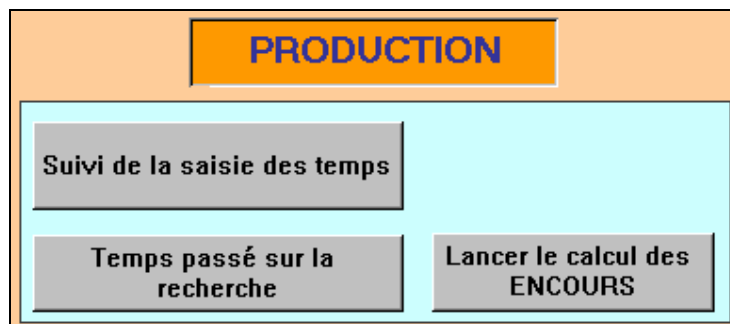 PRODUCTION
Suivi de la saisie des temps
Temps passé sur la
recherche
Lancer le calcul des
ENCOURS